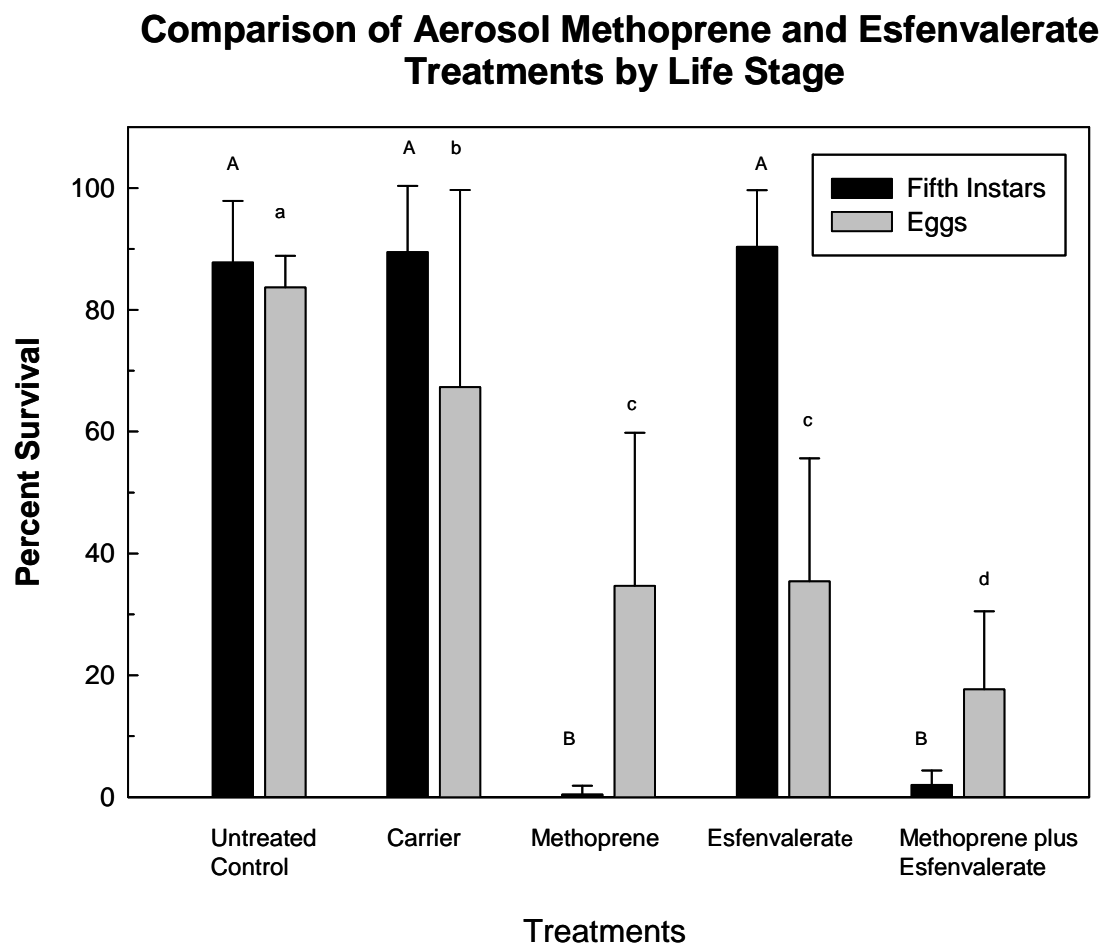 Comparison of Aerosol Methoprene and Esfenvalerate
Treatments by Life Stage
Percent Survival
100
80
60
40
20
0
A
a
A
b
B
c
A
c
B
d
Fifth Instars
Eggs
Untreated
Control
Carrier
Methoprene
Esfenvalerate
Methoprene plus
Esfenvalerate
Treatments